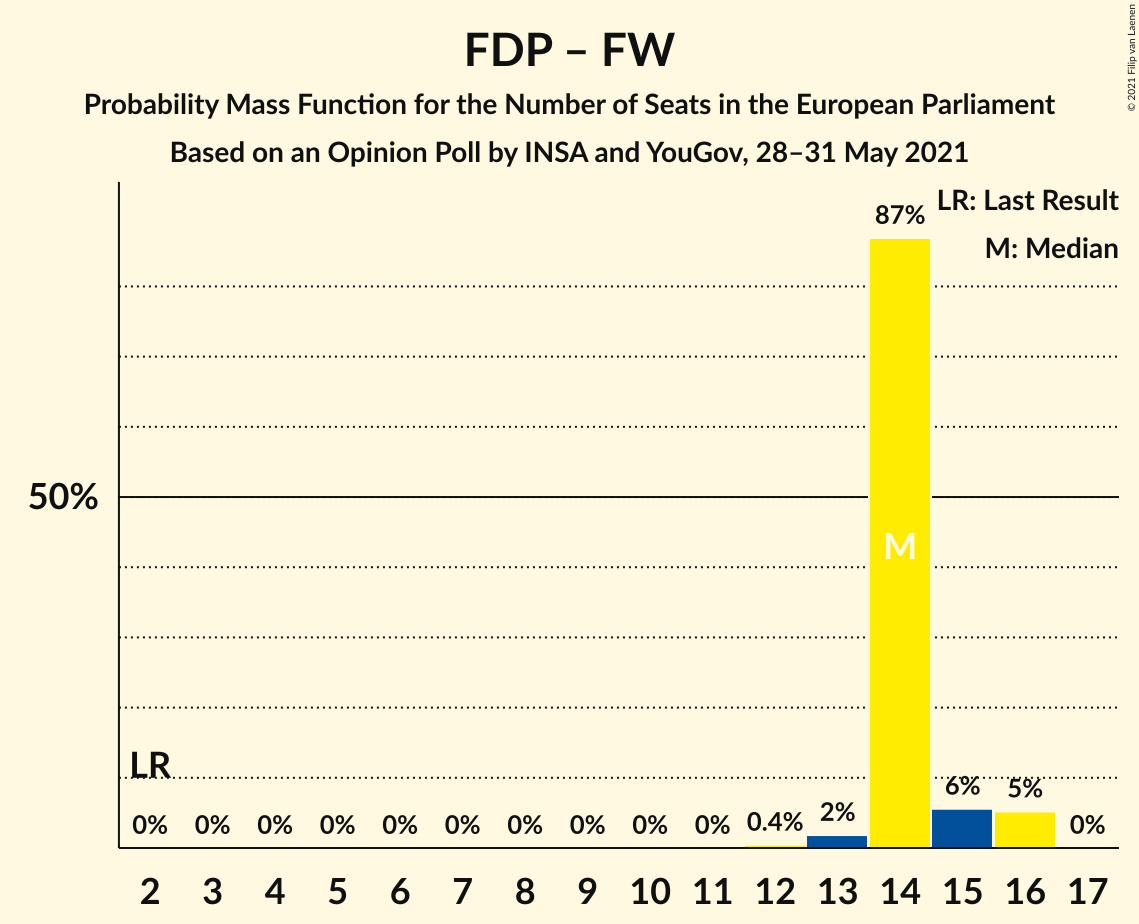 FDP – FW
Probability Mass Function for the Number of Seats in the European Parliament
Based on an Opinion Poll by INSA and YouGov, 28–31 May 2021
© 2021 Filip van Laenen
LR: Last Result
M: Median
87%
50%
M
LR
0% 0% 0% 0% 0% 0% 0% 0% 0% 0% 0.4% 2% 6% 5% 0%
2 3 4 5 6 7 8 9 10 11 12 13 14 15 16 17